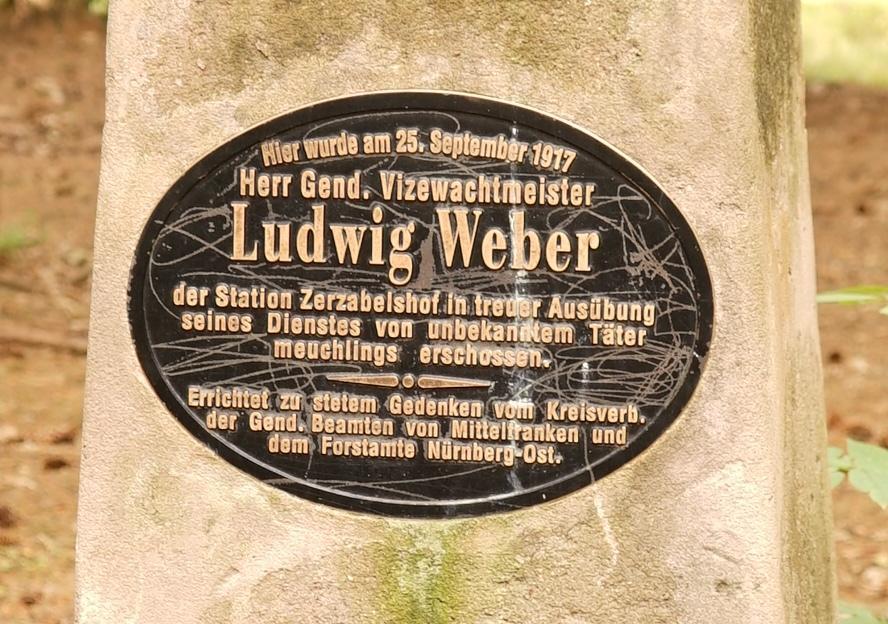 Hier wurde am 25. September 1917
Herr Gend. Vizewachtmeister
Ludwig Weber
der Station Zerzabelshof in treuer Ausübung
seines Dienstes von unbekanntem Täter
meuchlings erschossen.
Errichtet zu stetem Gedenken vom Kreisverb.
der Gend. Beamten von Mittelfranken und
dem Forstamte Nürnberg-Ost.